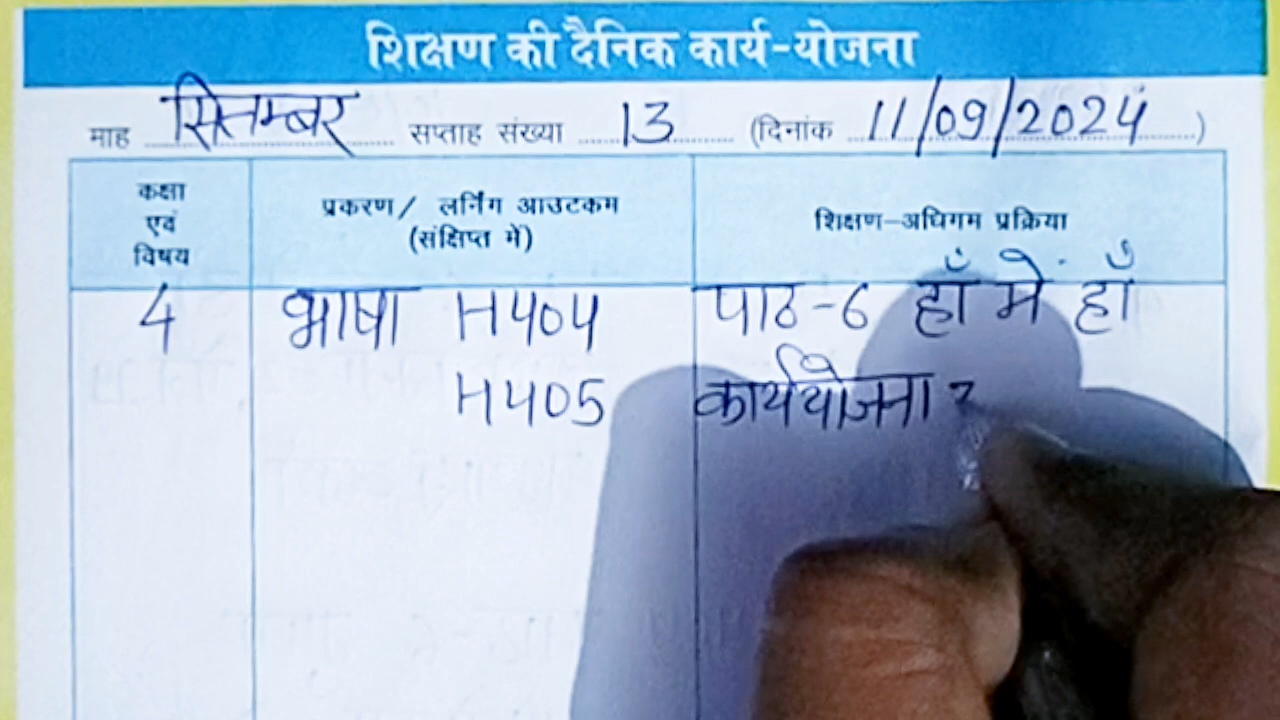 शिक्षण की दैनिक कार्य-योजना
माह सितम्बर सप्ताह संख्या 13 (दिनांक 11/09/2024)
कक्षा एवं विषय
प्रकरण/ लर्निंग आउटकम (संक्षिप्त में)
शिक्षण-अधिगम प्रक्रिया
4 भाषा H404 पाठ-6 हाँ में हाँ
H405 कार्ययोजना